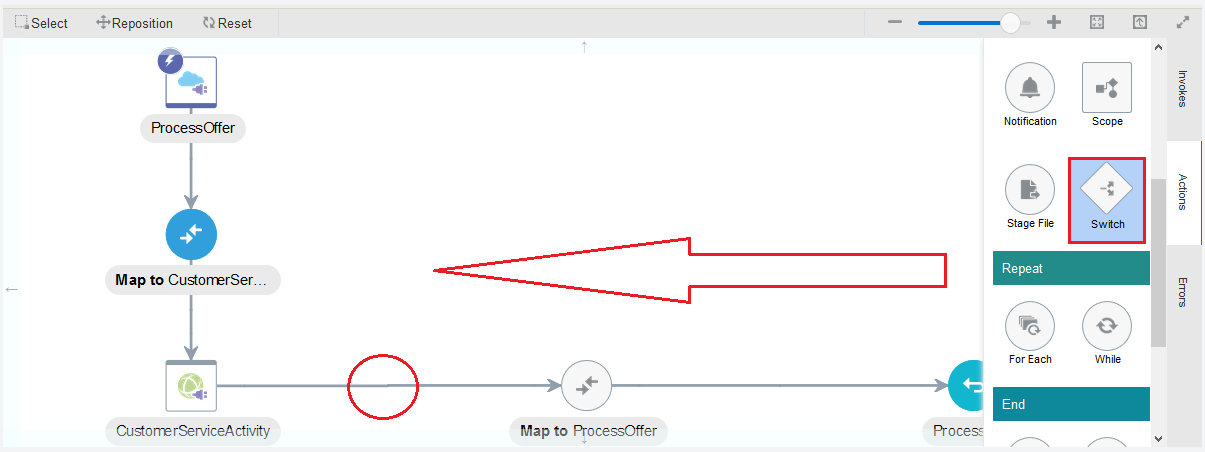 Select
Reposition
Reset
ProcessOffer
Map to CustomerSer...
CustomerServiceActivity
Map to ProcessOffer
Process
Notification
Scope
Stage File
Switch
Repeat
For Each
While
End
Invokes
Actions
Errors